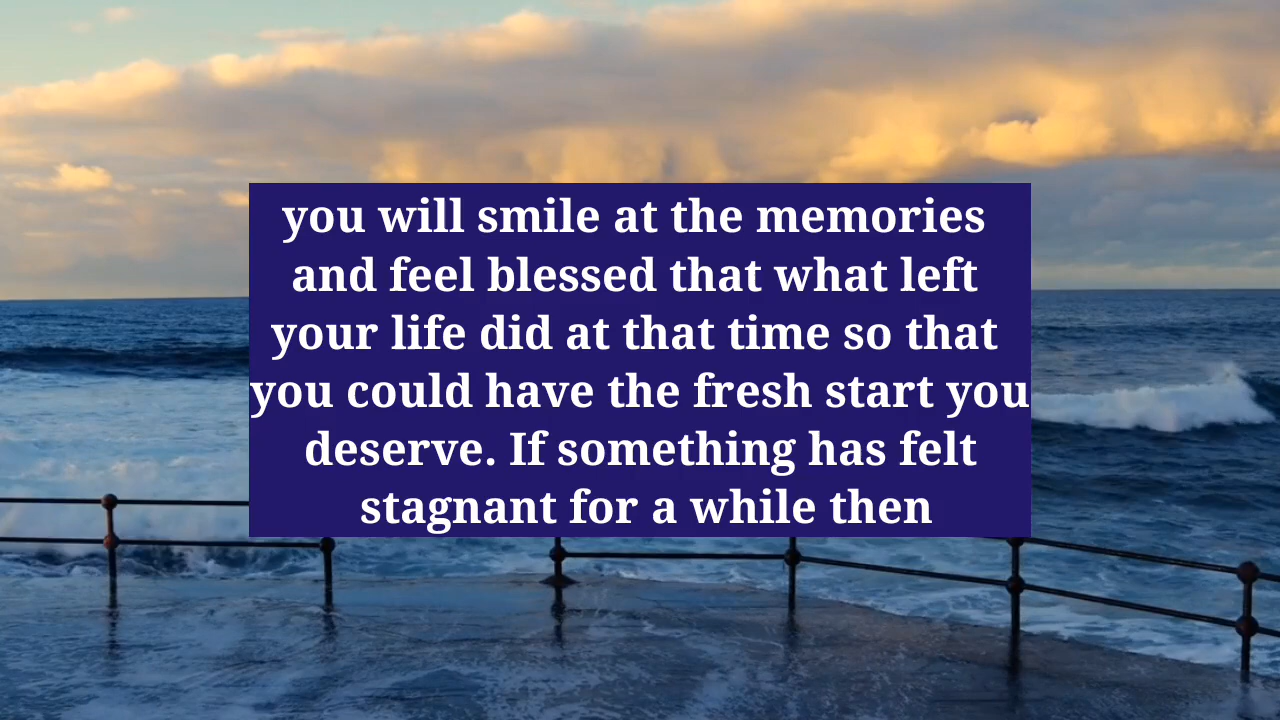 you will smile at the memories
and feel blessed that what left
your life did at that time so that
you could have the fresh start you
deserve. If something has felt
stagnant for a while then